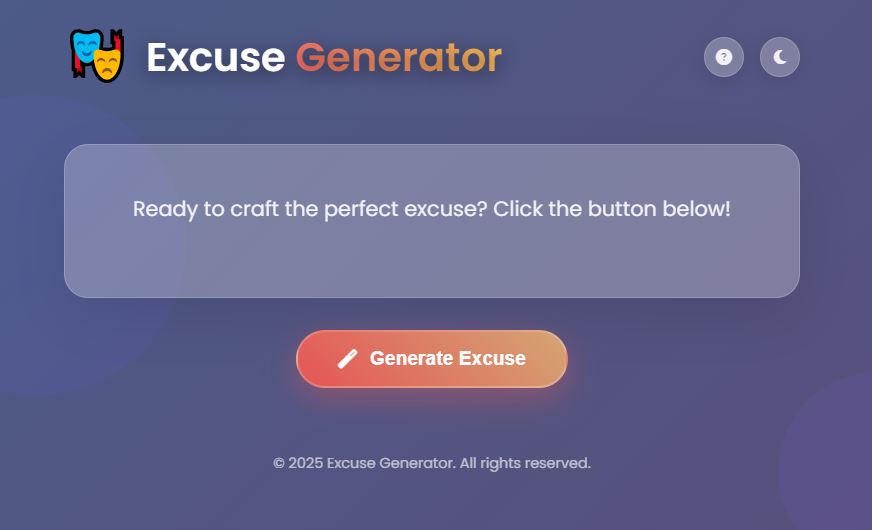 Excuse Generator
Ready to craft the perfect excuse? Click the button below!
Generate Excuse
© 2025 Excuse Generator. All rights reserved.